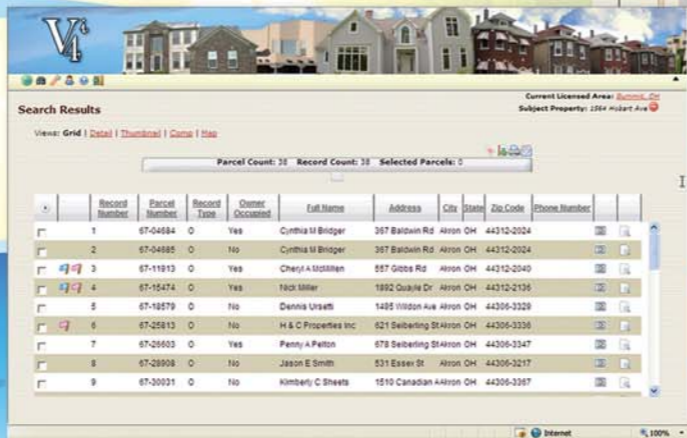 V4i
Current Licensed Area: Summit, OH
Search Results
Subject Property: 1564 Hobart Ave
Views: Grid | Detail | Thumbnail | Comp | Map
Parcel Count: 38 Record Count: 38 Selected Parcels: 0
Record Number Parcel Number Record Type Owner Occupied Full Name Address City State Zip Code Phone Number
1 67-04684 O Yes Cynthia M Bridger 367 Baldwin Rd Akron OH 44312-2024
2 67-04685 O No Cynthia M Bridger 367 Baldwin Rd Akron OH 44312-2024
3 67-11913 O Yes Cheryl A McMillen 557 Gibbs Rd Akron OH 44312-2040
4 67-15474 O Yes Nick Miller 1892 Quayle Dr Akron OH 44312-2136
5 67-18579 O No Dennis Ursetti 1485 Wildon Ave Akron OH 44306-3329
6 67-25813 O No H & C Properties Inc 621 Seiberling St Akron OH 44306-3336
7 67-26603 O Yes Penny A Pelton 678 Seiberling St Akron OH 44306-3347
8 67-28908 O No Jason E Smith 531 Essex St Akron OH 44306-3217
9 67-30031 O No Kimberly C Sheets 1510 Canadian A Akron OH 44306-3367
Internet 100%